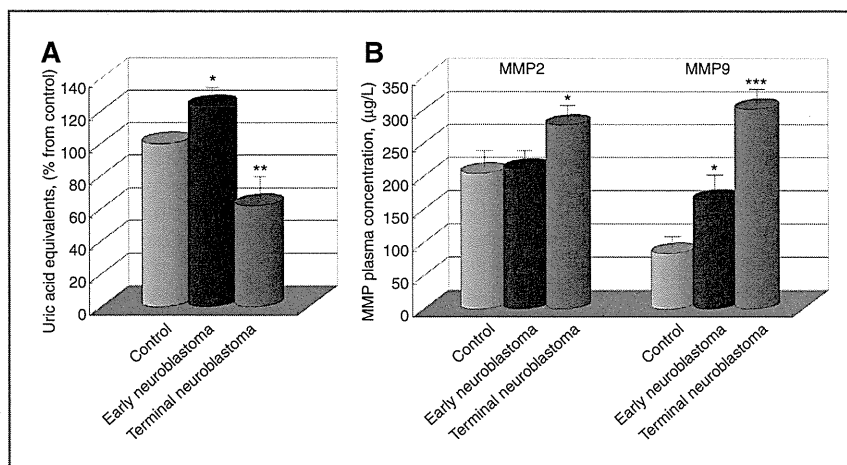 A
Uric acid equivalents, (% from control)
140
120
100
80
60
40
20
0
*
**
Control
Early neuroblastoma
Terminal neuroblastoma
B
MMP plasma concentration, (µg/L)
350
300
250
200
150
100
50
0
MMP2
MMP9
*
*
***
Control
Early neuroblastoma
Terminal neuroblastoma
Control
Early neuroblastoma
Terminal neuroblastoma